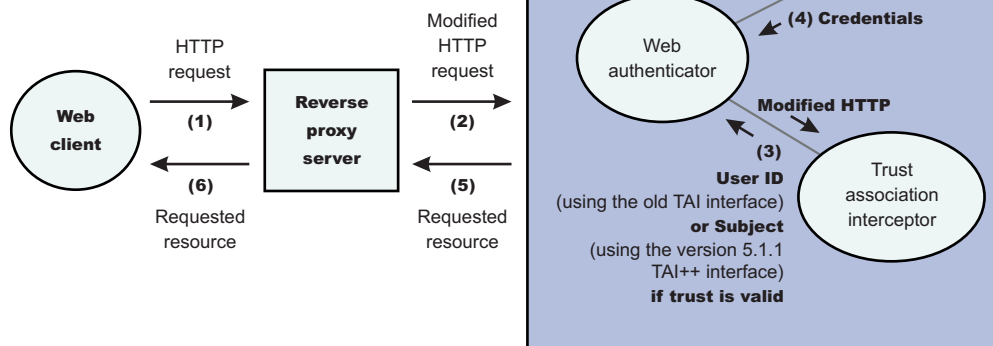 HTTP
request
(1)
Web
client
(6)
Requested
resource
Reverse
proxy
server
Modified
HTTP
request
(2)
(5)
Requested
resource
(4) Credentials
Web
authenticator
Modified HTTP
(3)
User ID
(using the old TAI interface)
or Subject
(using the version 5.1.1
TAI++ interface)
if trust is valid
Trust
association
interceptor